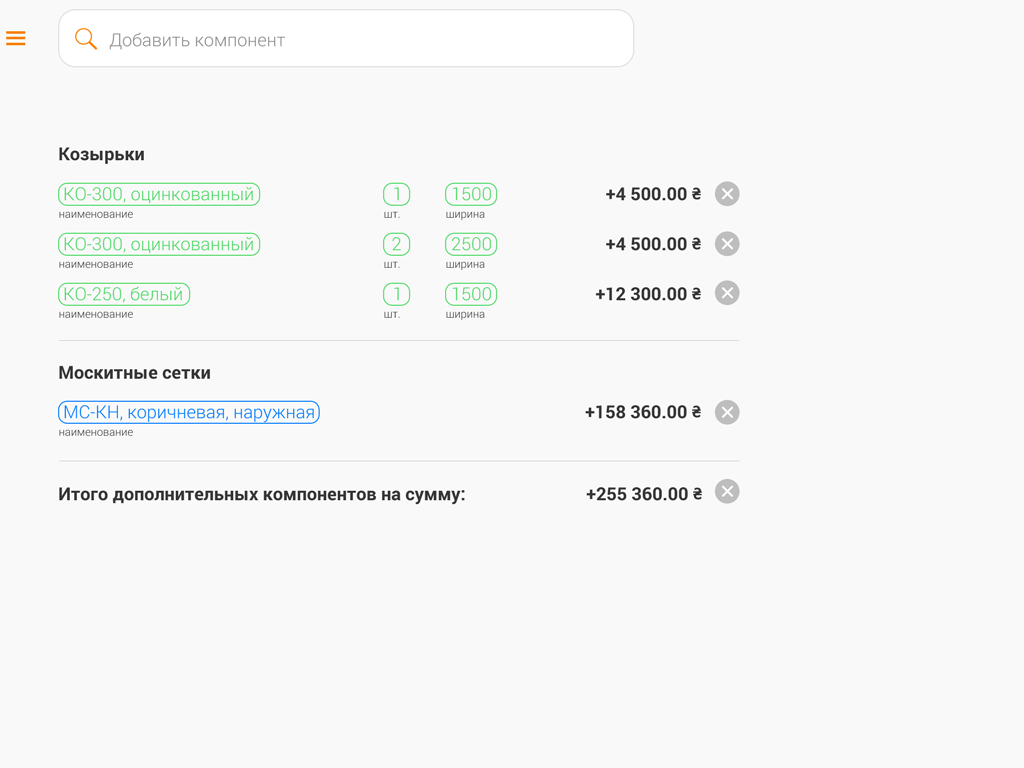 Добавить компонент
Козырьки
КО-300, оцинкованный 1 1500 +4 500.00 ₴
наименование шт. ширина
КО-300, оцинкованный 2 2500 +4 500.00 ₴
наименование шт. ширина
КО-250, белый 1 1500 +12 300.00 ₴
наименование шт. ширина
Москитные сетки
МС-КН, коричневая, наружная +158 360.00 ₴
наименование
Итого дополнительных компонентов на сумму: +255 360.00 ₴